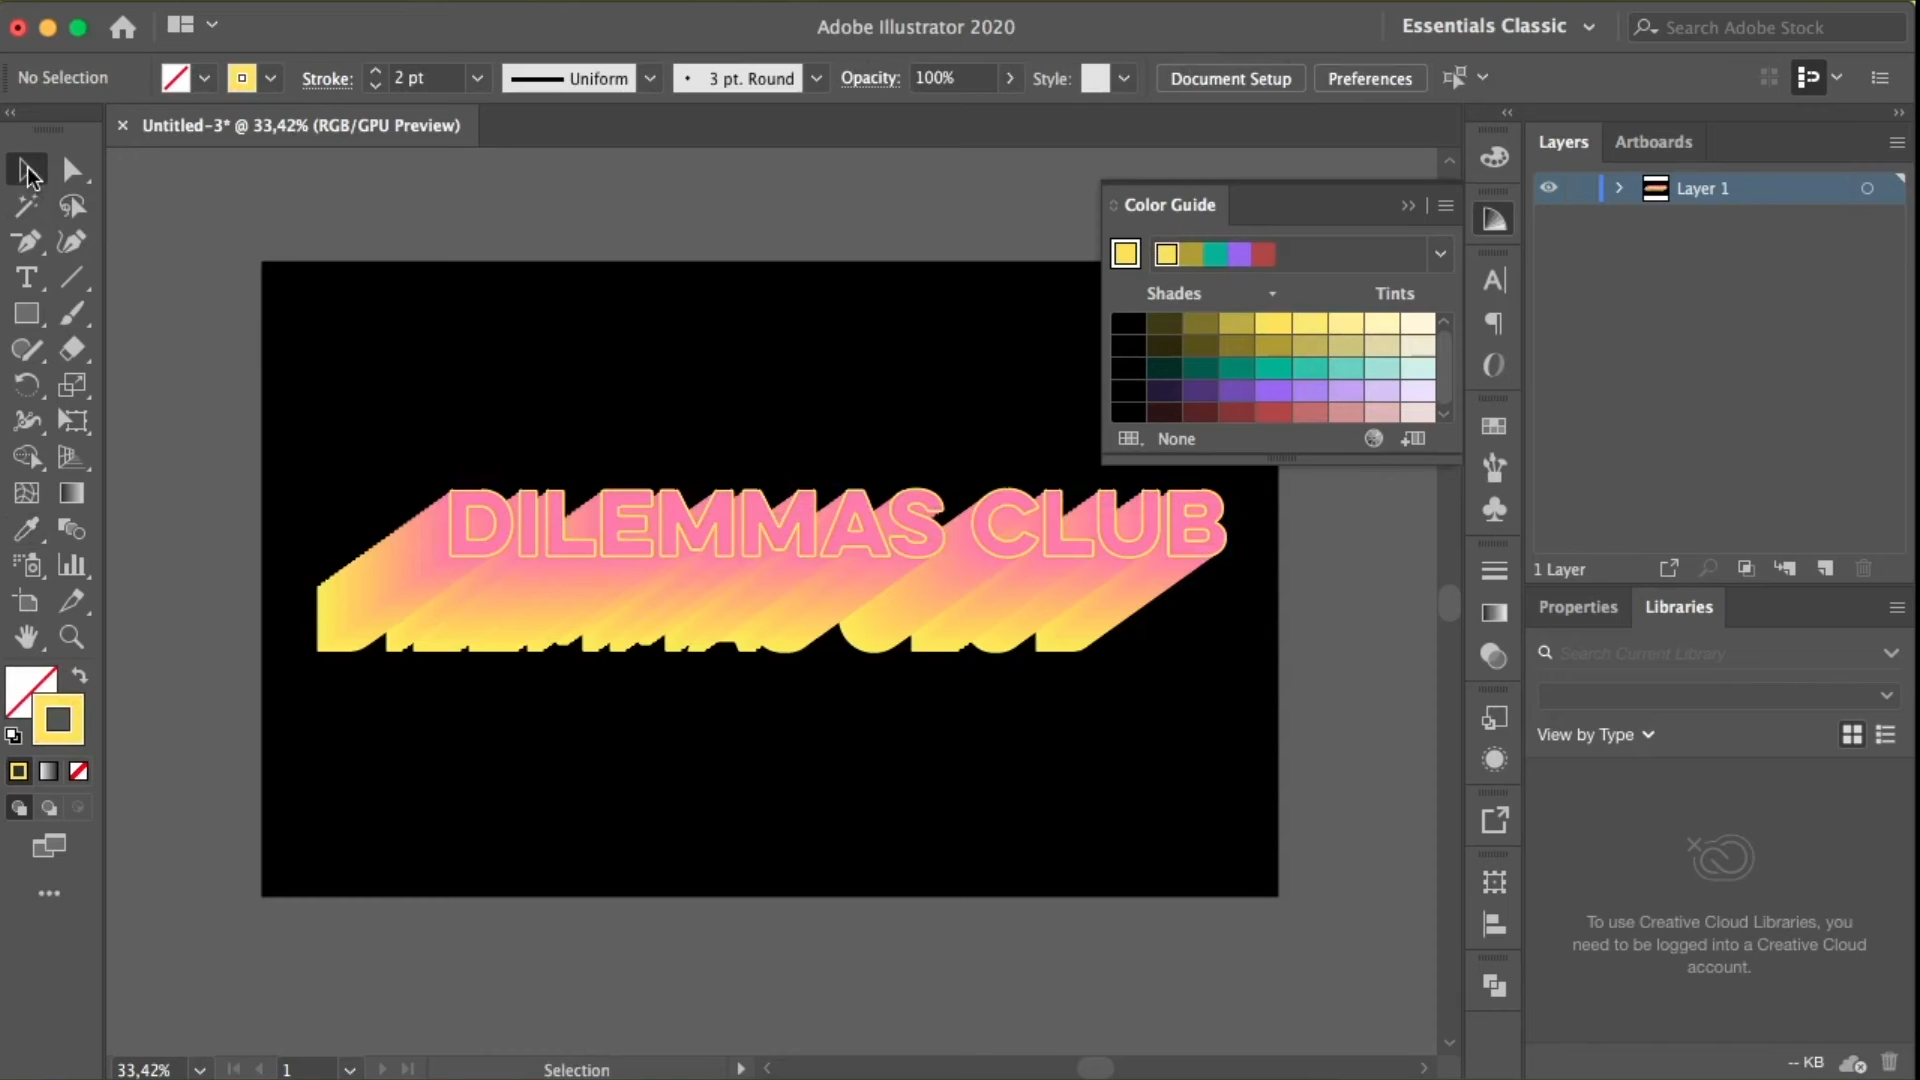 Adobe Illustrator 2020
Essentials Classic
Search Adobe Stock
No Selection
Stroke:
2 pt
Uniform
3 pt. Round
Opacity:
100%
Style:
Document Setup
Preferences
Untitled-3* @ 33,42% (RGB/GPU Preview)
Layers
Artboards
Layer 1
Color Guide
Shades
Tints
None
DILEMMAS CLUB
1 Layer
Properties
Libraries
Search Current Library
View by Type
To use Creative Cloud Libraries, you
need to be logged into a Creative Cloud
account.
33,42%
1
Selection
-- KB